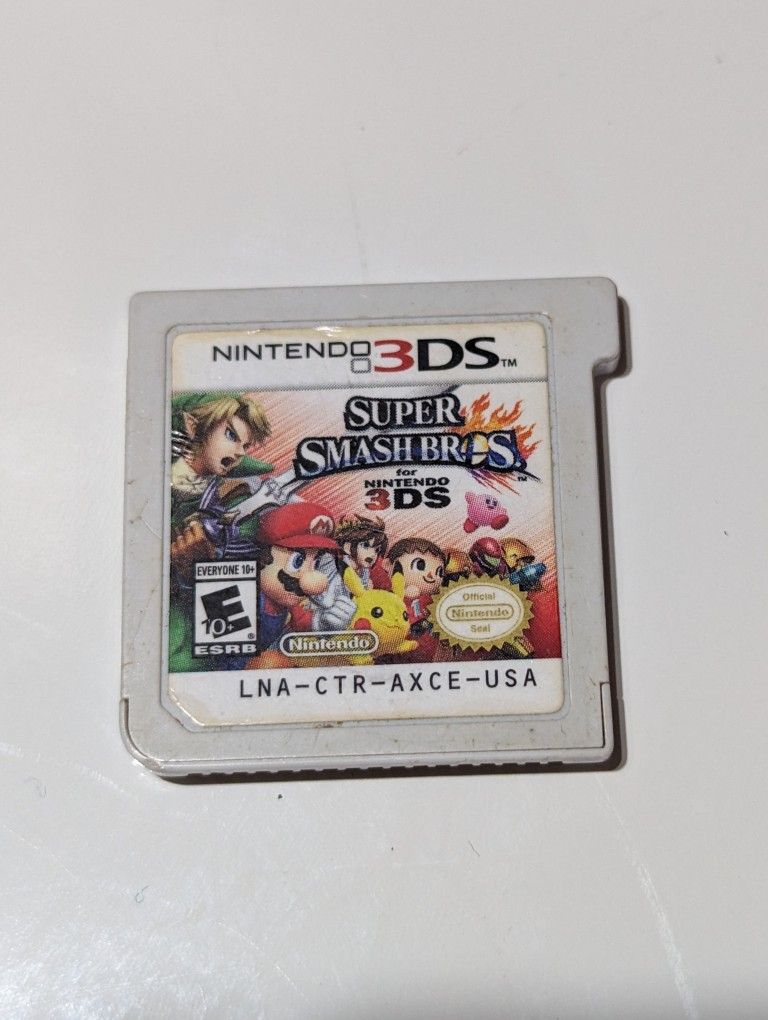 NINTENDO 3DS™
SUPER
SMASH BROS.™
for
NINTENDO
3DS
M
EVERYONE 10+
E
10+
®
ESRB
Nintendo
Official
Nintendo
Seal
LNA-CTR-AXCE-USA